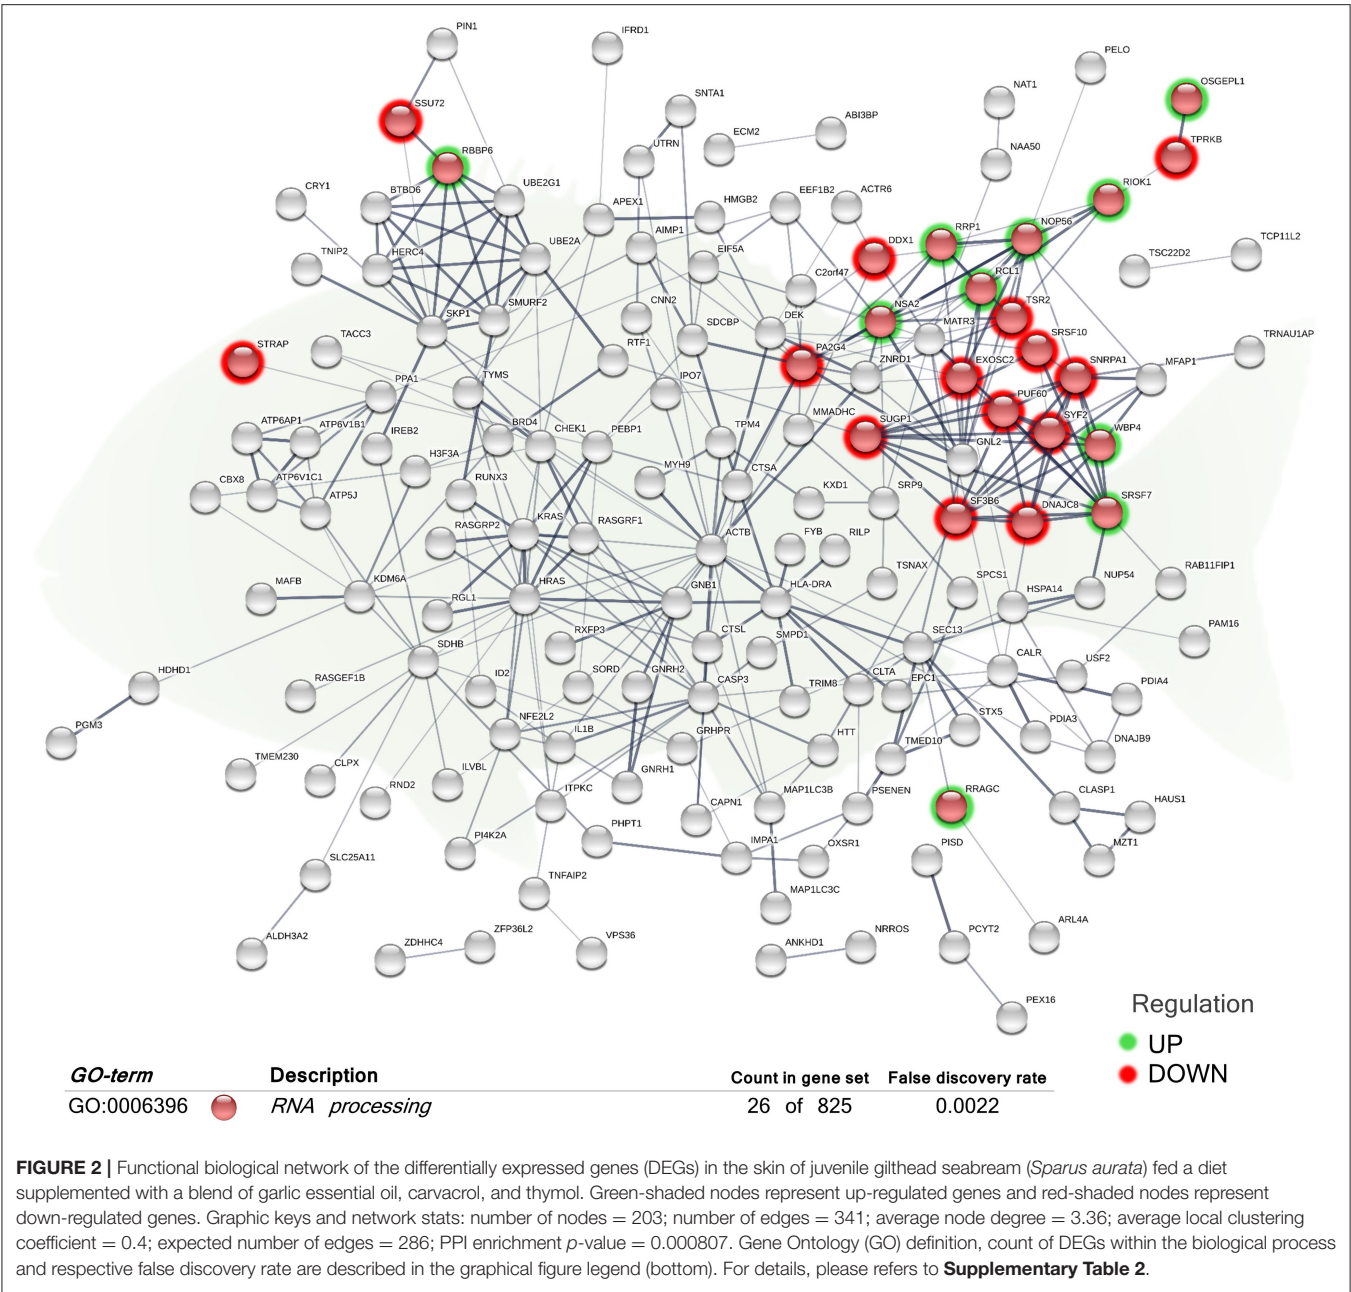 PIN1
IFRD1
PELO
SSU72
SNTA1
NAT1
OSGEPL1
ABI3BP
ECM2
UTRN
TPRKB
RBBP6
NAA50
CRY1
BTBD6
UBE2G1
APEX1
HMGB2
EEF1B2
ACTR6
RIOK1
RRP1
NOP56
TNIP2
HERC4
UBE2A
AIMP1
EIF5A
DDX1
TSC22D2
TCP11L2
C2orf47
RCL1
SKP1
SMURF2
CNN2
SDCBP
DEK
NSA2
MATR3
TSR2
STRAP
TACC3
RTF1
PA2G4
ZNRD1
EXOSC2
SRSF10
SNRPA1
MFAP1
TRNAU1AP
PPA1
TYMS
IPO7
MMADHC
SUGP1
PUF60
SYF2
WBP4
ATP6AP1
ATP6V1B1
IREB2
BRD4
CHEK1
PEBP1
TPM4
GNL2
CBX8
ATP6V1C1
H3F3A
MYH9
CTSA
ATP5J
RUNX3
KXD1
SRP9
SF3B6
DNAJC8
SRSF7
RASGRP2
KRAS
RASGRF1
ACTB
FYB
RILP
MAFB
KDM6A
RGL1
HRAS
GNB1
HLA-DRA
TSNAX
SPCS1
HSPA14
NUP54
RAB11FIP1
SDHB
RXFP3
CTSL
SMPD1
SEC13
PAM16
HDHD1
RASGEF1B
ID2
SORD
GNRH2
CASP3
TRIM8
CLTA
EPC1
CALR
USF2
PDIA4
PGM3
NFE2L2
IL1B
GRHPR
HTT
STX5
PDIA3
DNAJB9
TMEM230
CLPX
RND2
ILVBL
ITPKC
GNRH1
CAPN1
MAP1LC3B
PSENEN
TMED10
RRAGC
CLASP1
HAUS1
PI4K2A
PHPT1
IMPA1
OXSR1
PISD
MZT1
SLC25A11
TNFAIP2
MAP1LC3C
ALDH3A2
ZDHHC4
ZFP36L2
VPS36
ANKHD1
NRROS
PCYT2
ARL4A
PEX16
Regulation
UP
DOWN
GO-term Description Count in gene set False discovery rate
GO:0006396 RNA processing 26 of 825 0.0022
FIGURE 2 | Functional biological network of the differentially expressed genes (DEGs) in the skin of juvenile gilthead seabream (Sparus aurata) fed a diet
supplemented with a blend of garlic essential oil, carvacrol, and thymol. Green-shaded nodes represent up-regulated genes and red-shaded nodes represent
down-regulated genes. Graphic keys and network stats: number of nodes = 203; number of edges = 341; average node degree = 3.36; average local clustering
coefficient = 0.4; expected number of edges = 286; PPI enrichment p-value = 0.000807. Gene Ontology (GO) definition, count of DEGs within the biological process
and respective false discovery rate are described in the graphical figure legend (bottom). For details, please refers to Supplementary Table 2.